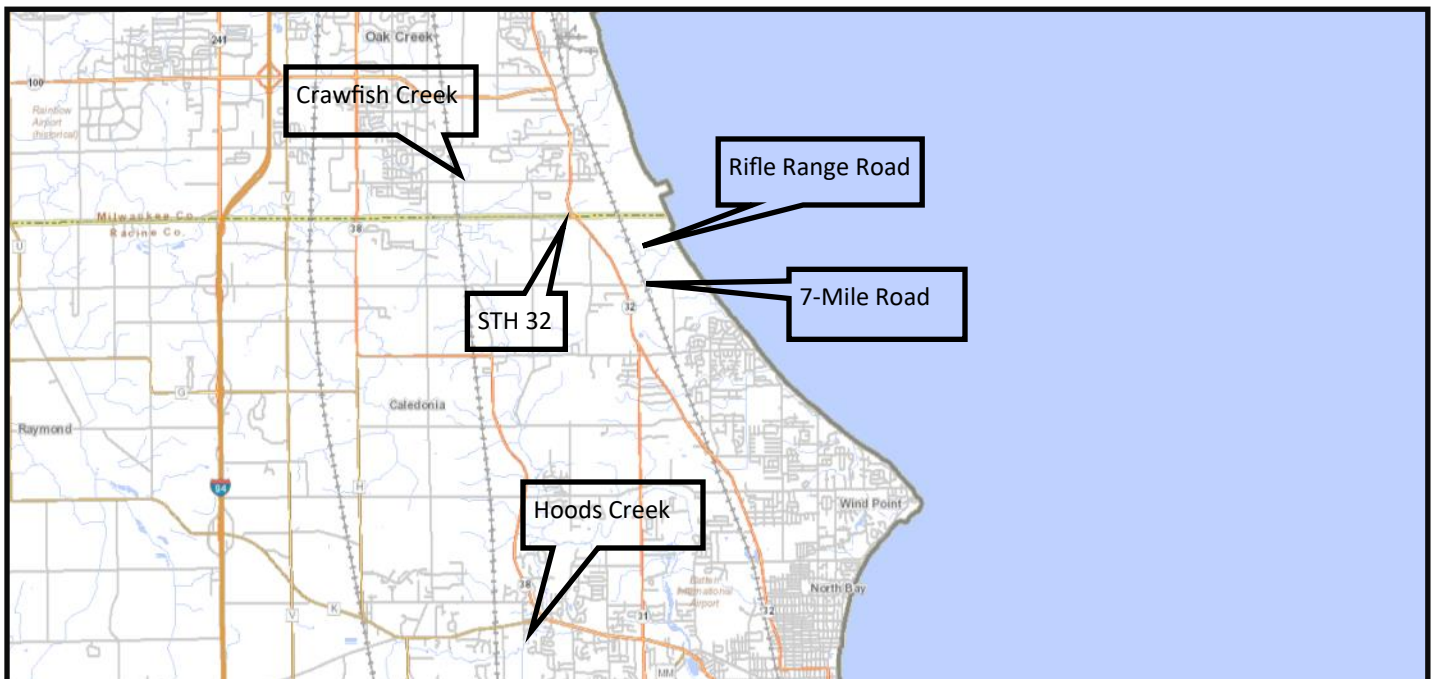 241
Oak Creek
100
Crawfish Creek
Rainbow
Airport
(historical)
Rifle Range Road
V
Milwaukee Co.
Racine Co.
38
U
7-Mile Road
32
STH 32
G
Caledonia
Raymond
94
H
Hoods Creek
Wind Point
38
Batten
International
Airport
North Bay
V
K
31
32
MM